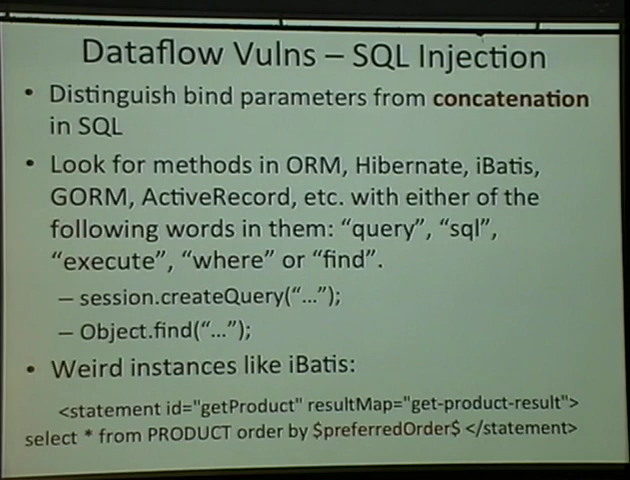 Dataflow Vulns – SQL Injection
• Distinguish bind parameters from concatenation
in SQL
• Look for methods in ORM, Hibernate, iBatis,
GORM, ActiveRecord, etc. with either of the
following words in them: “query”, “sql”,
“execute”, “where” or “find”.
– session.createQuery(“…”);
– Object.find(“…”);
• Weird instances like iBatis:
<statement id="getProduct" resultMap="get-product-result">
select * from PRODUCT order by $preferredOrder$ </statement>